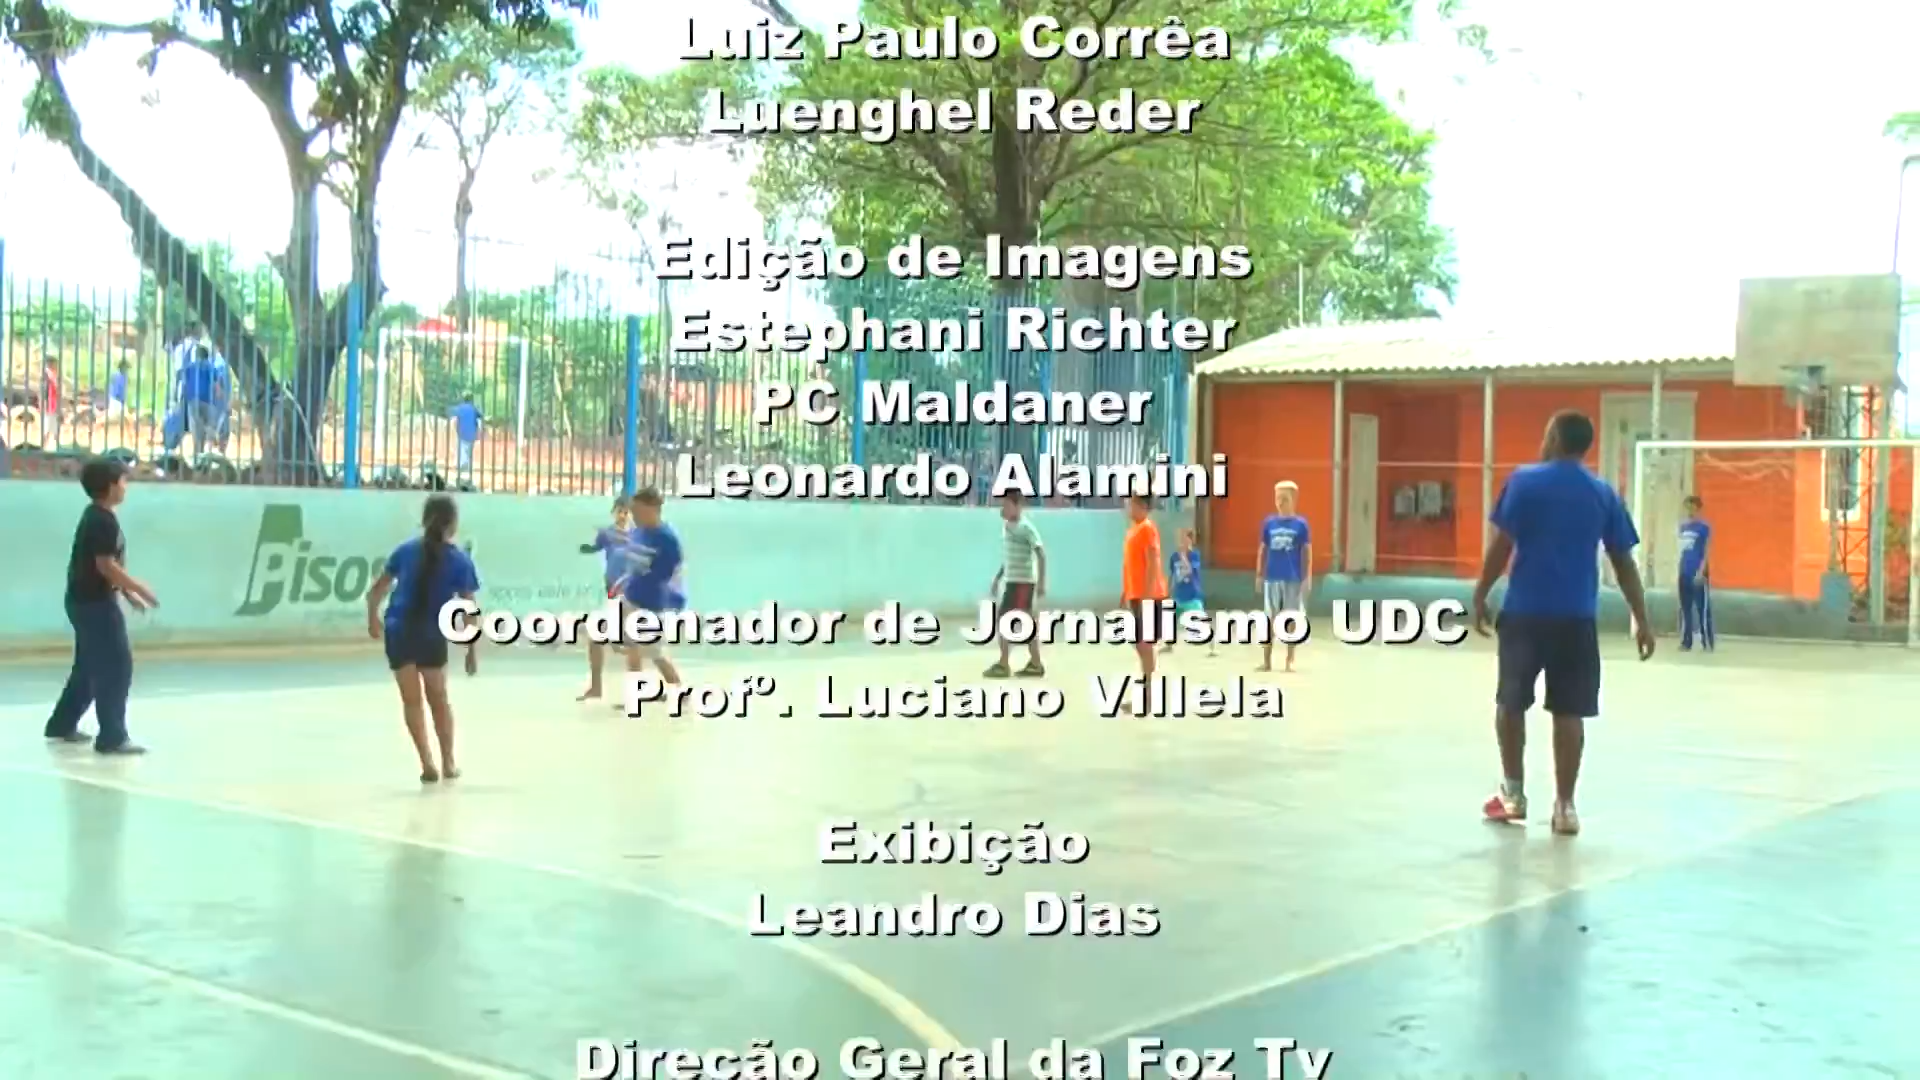 Luiz Paulo Corrêa
Luenghel Reder
Edição de Imagens
Estephani Richter
PC Maldaner
Leonardo Alamini
Pisos
Coordenador de Jornalismo UDC
Profº. Luciano Villela
Exibição
Leandro Dias
Direção Geral da Foz Tv